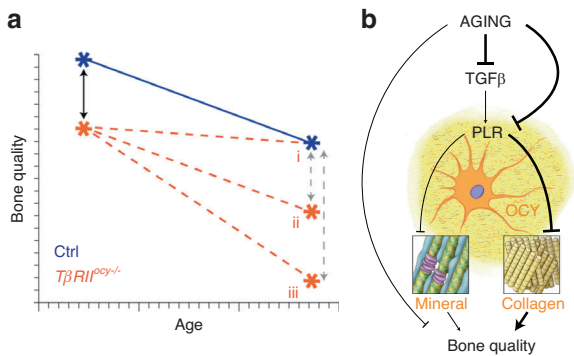 a
Bone quality
i
ii
iii
Ctrl
TβRII^ocy-/-
Age
b
AGING
TGFβ
PLR
OCY
Mineral
Collagen
Bone quality